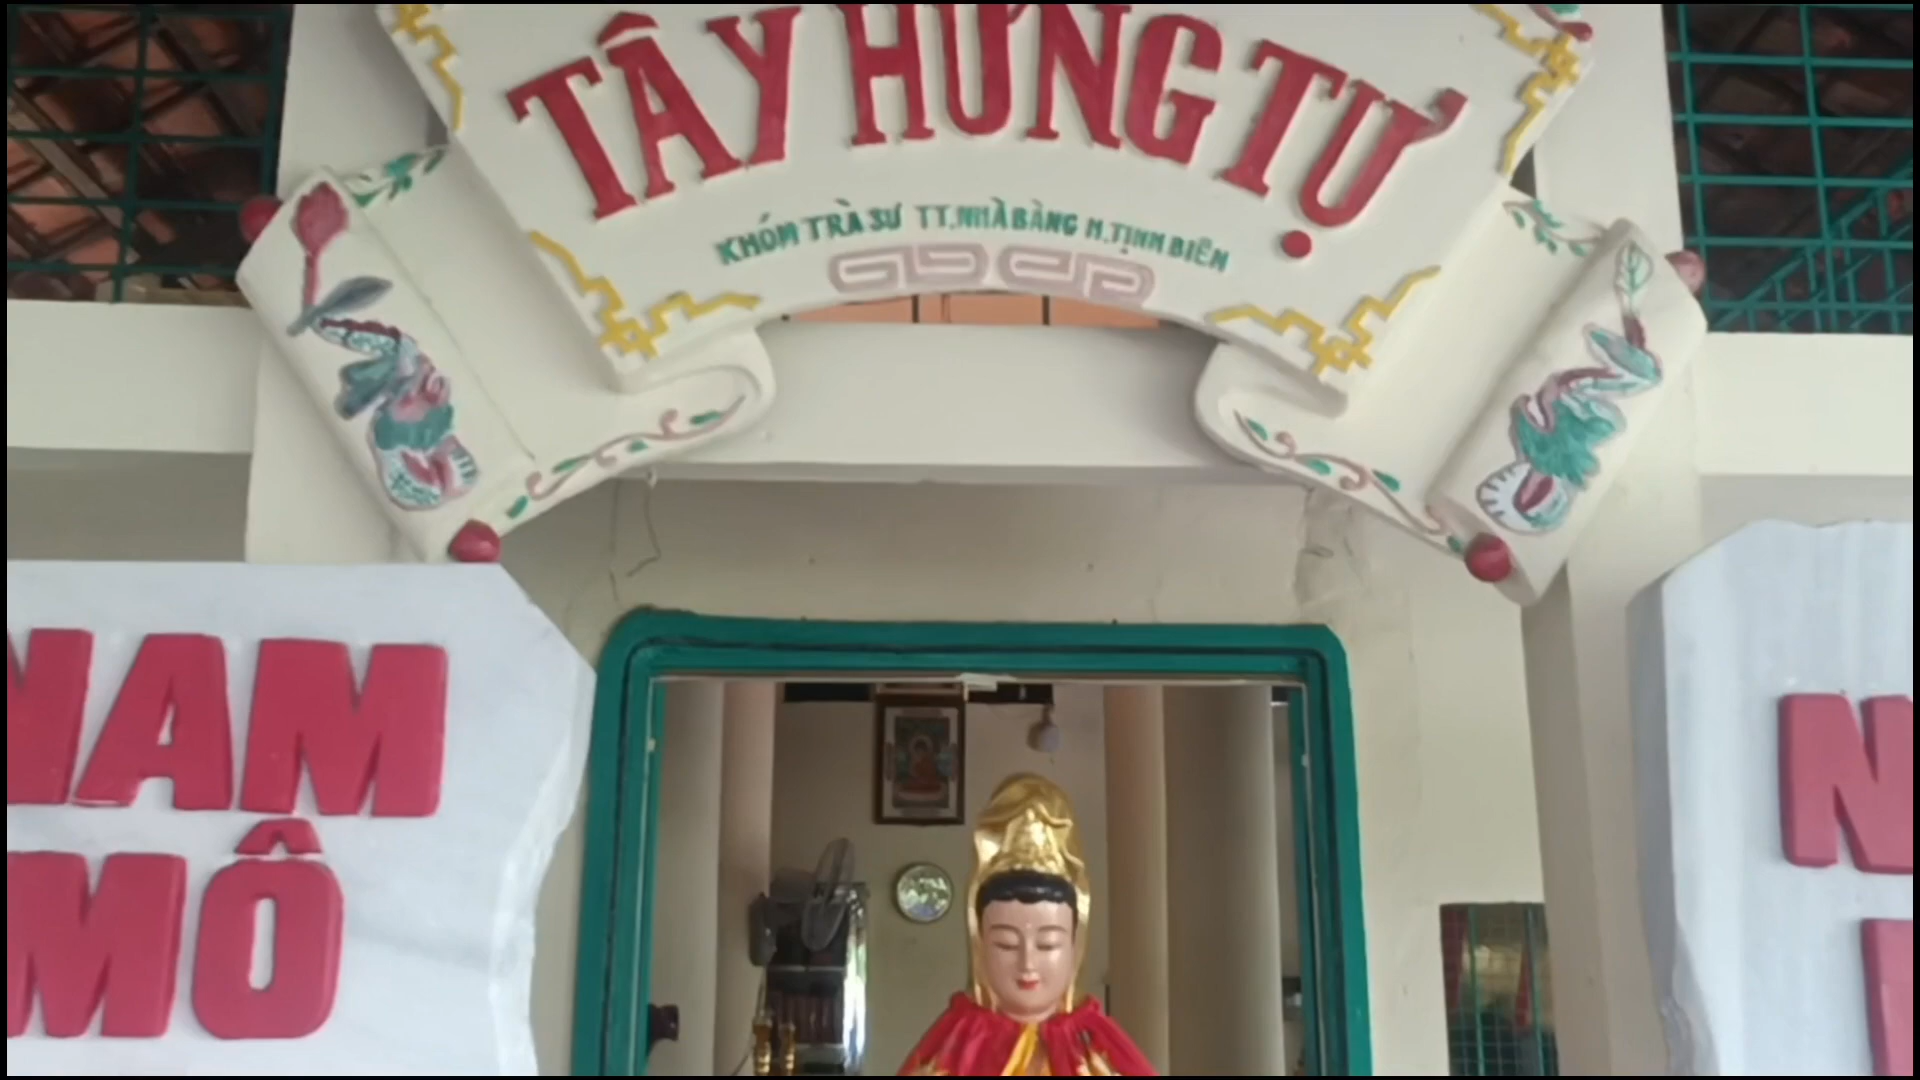 TÂY HƯNG TỰ
KHÓM TRÀ SƯ TT.NHÀ BÀNG H.TỊNH BIÊN
NAM
MÔ